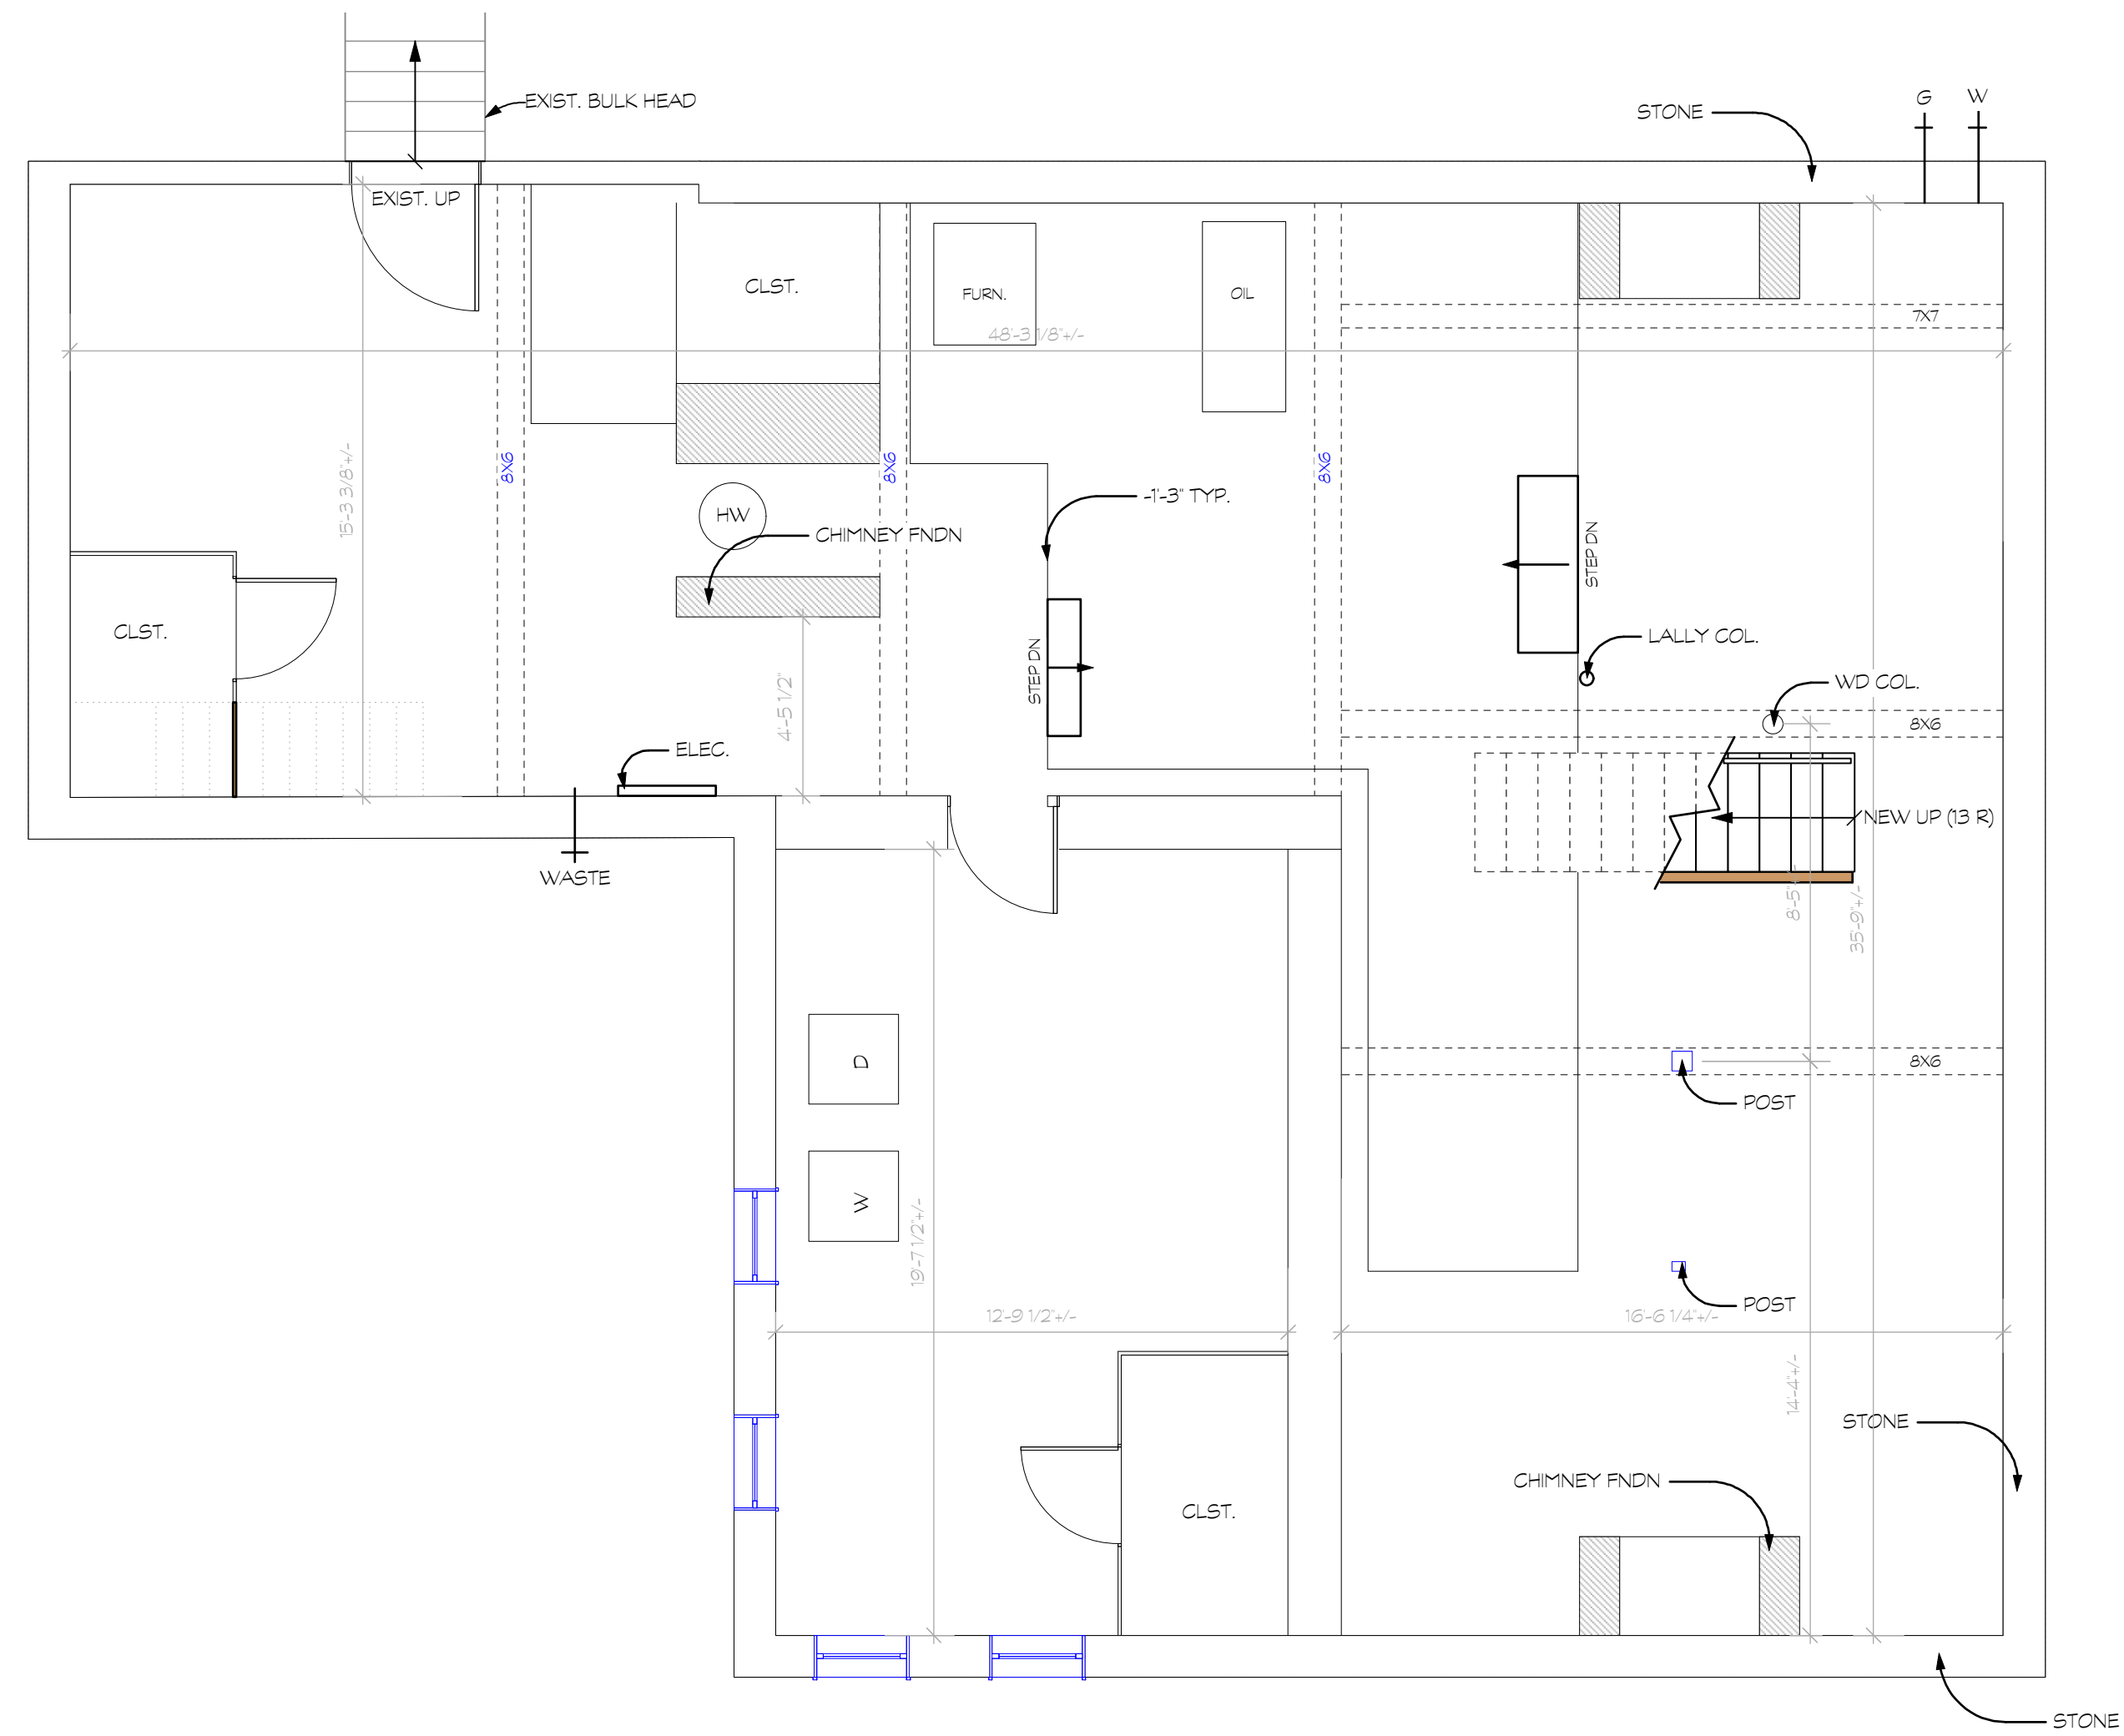 EXIST. BULK HEAD
G
W
STONE
EXIST. UP
CLST.
FURN.
OIL
7X7
48'-3 1/8"+/-
15'-3 3/8"+/-
8X6
8X6
8X6
-1'-3" TYP.
HW
CHIMNEY FNDN
STEP DN
CLST.
LALLY COL.
STEP DN
WD COL.
4'-5 1/2"
8X6
ELEC.
NEW UP (13 R)
WASTE
8'-5"
35'-9"+/-
D
8X6
POST
W
19'-7 1/2"+/-
POST
12'-9 1/2"+/-
16'-6 1/4"+/-
14'-4"+/-
STONE
CHIMNEY FNDN
CLST.
STONE